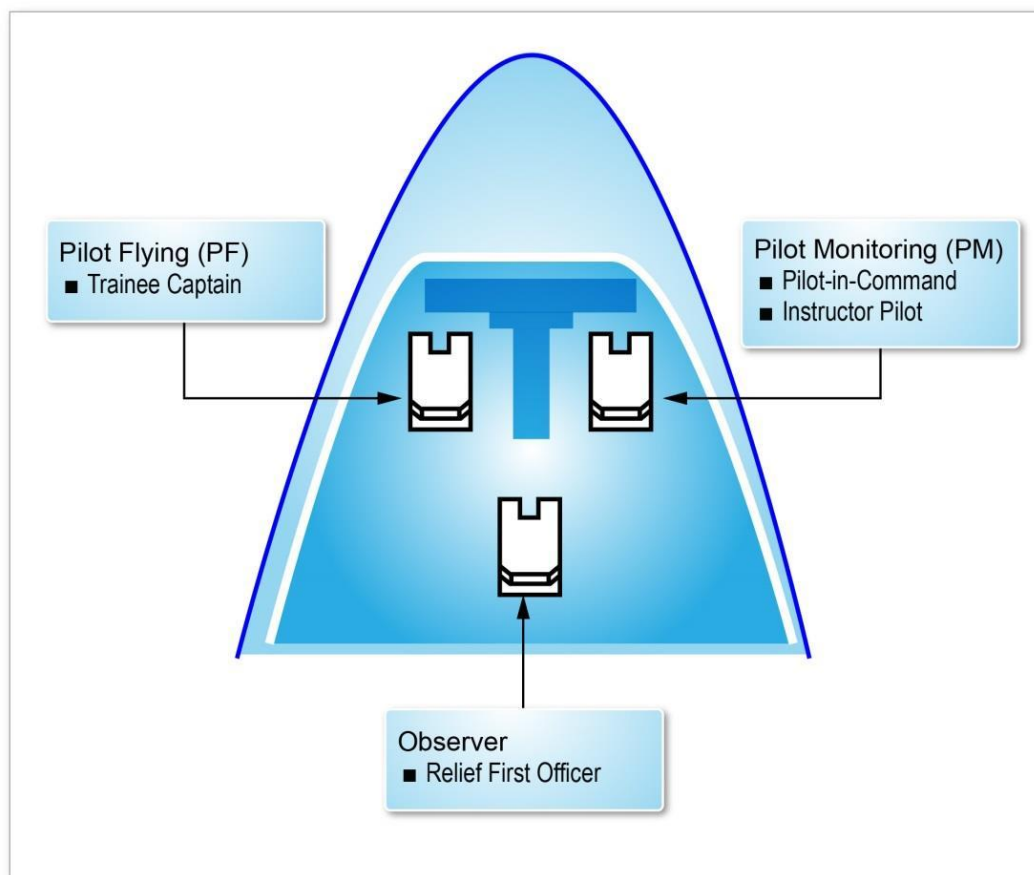 Pilot Flying (PF)
■ Trainee Captain
Pilot Monitoring (PM)
■ Pilot-in-Command
■ Instructor Pilot
Observer
■ Relief First Officer